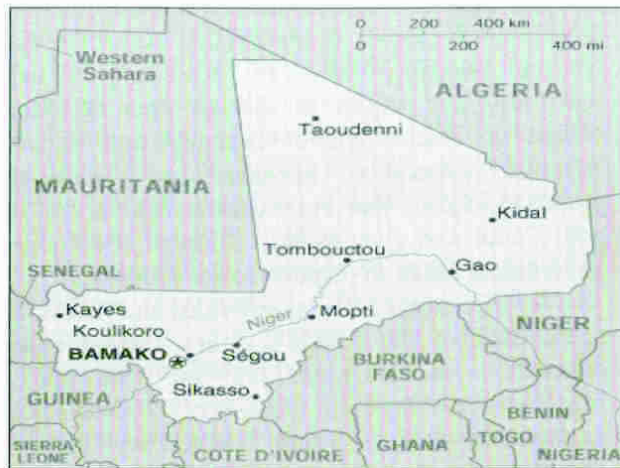 0 200 400 km
0 200 400 mi
Western
Sahara
ALGERIA
Taoudenni
MAURITANIA
Kidal
Tombouctou
Gao
SENEGAL
Kayes
Niger
Mopti
NIGER
Koulikoro
BAMAKO
Ségou
BURKINA
FASO
Sikasso
GUINEA
BENIN
SIERRA
LEONE
COTE D'IVOIRE
GHANA
TOGO
NIGERIA